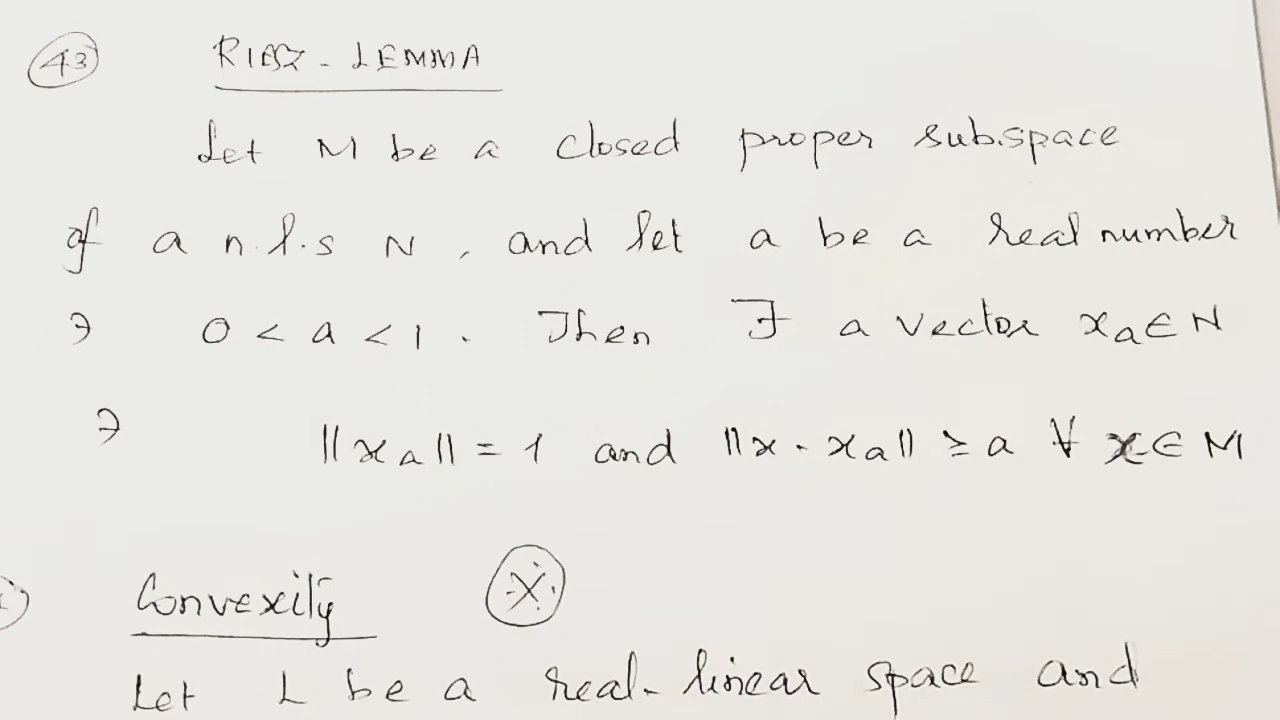 43 RIESZ - LEMMA
Let M be a closed proper subspace
of a n.l.s N, and let a be a real number
∋ 0 < a < 1. Then ∃ a vector xₐ ∈ N
∋ ||xₐ|| = 1 and ||x - xₐ|| ≥ a ∀ x ∈ M
Convexity
Let L be a real-linear space and